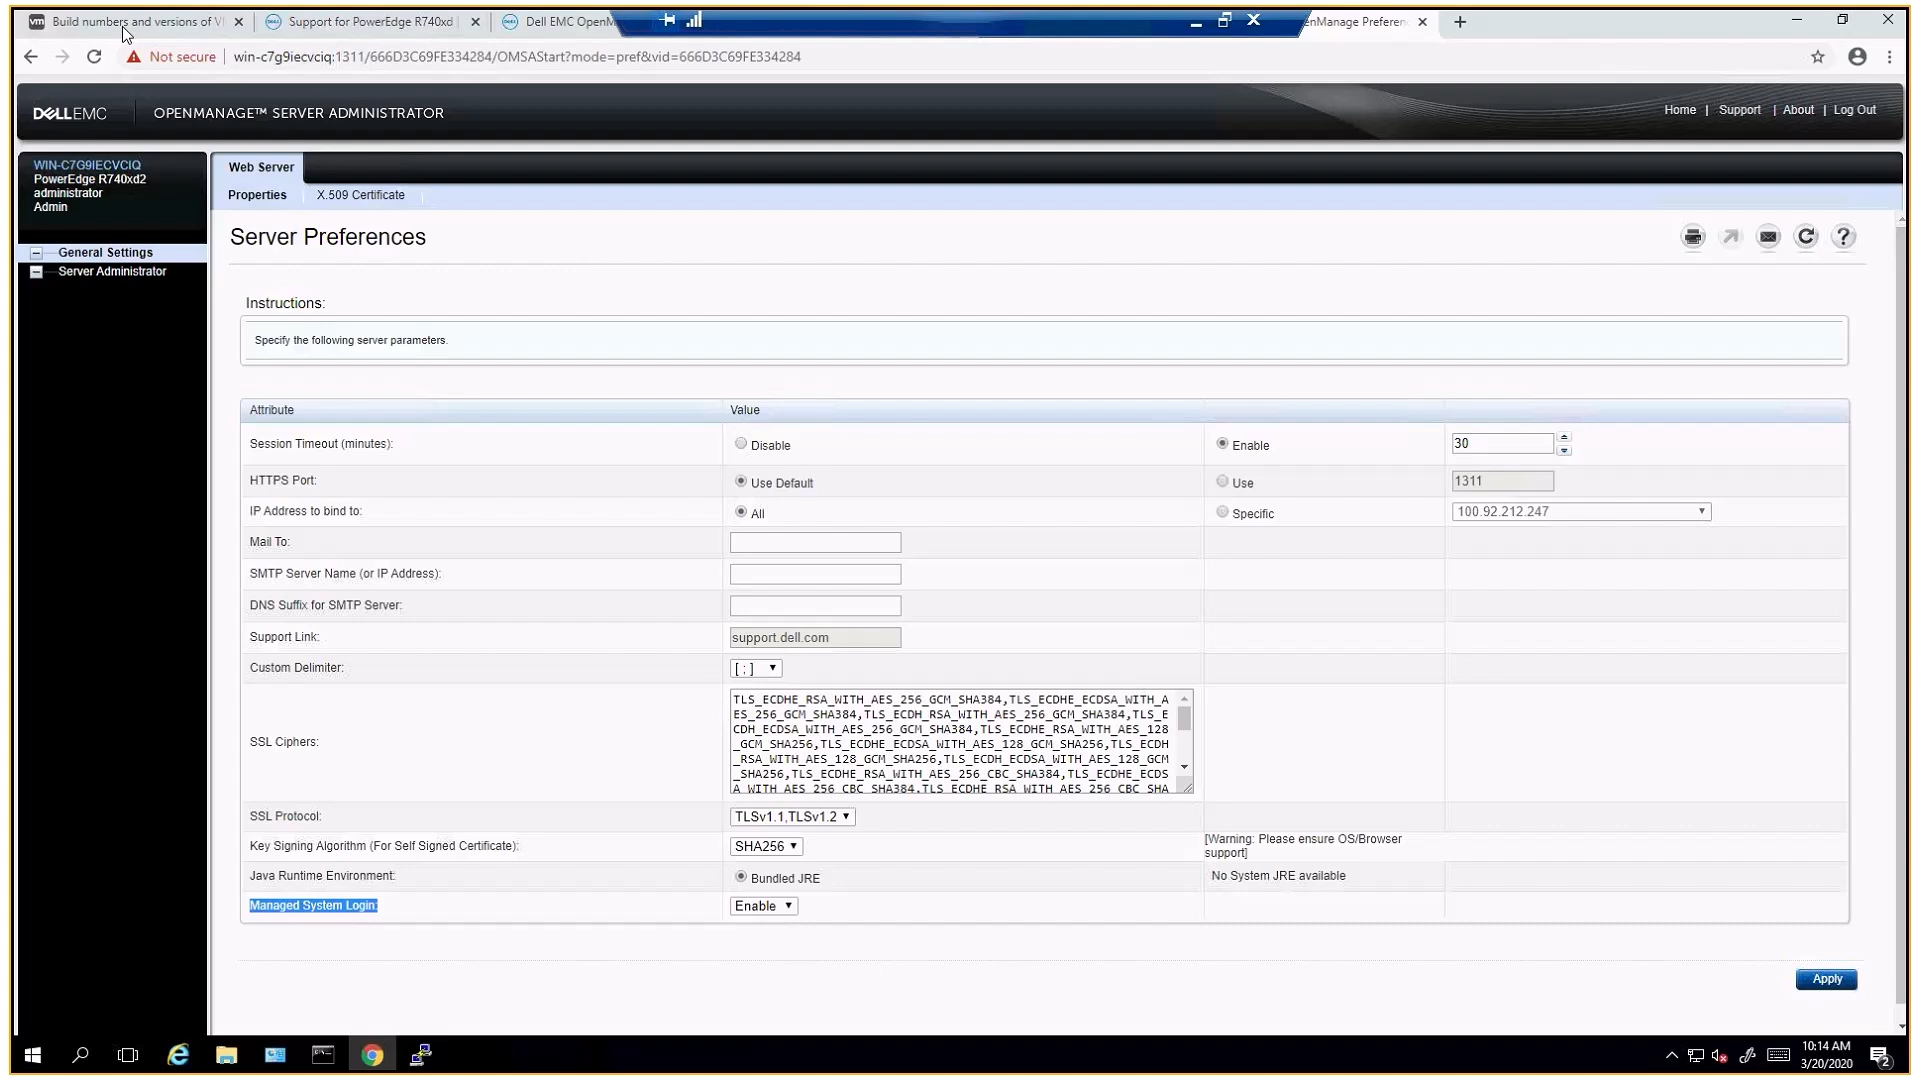 Build numbers and versions of V
Support for PowerEdge R740xd
Dell EMC OpenM
enManage Preferenc
Not secure
win-c7g9iecvciq:1311/666D3C69FE334284/OMSAStart?mode=pref&vid=666D3C69FE334284
DELLEMC
OPENMANAGE™ SERVER ADMINISTRATOR
Home | Support | About | Log Out
WIN-C7G9IECVCIQ
PowerEdge R740xd2
administrator
Admin
General Settings
Server Administrator
Web Server
Properties X.509 Certificate
Server Preferences
Instructions:
Specify the following server parameters.
Attribute Value
Session Timeout (minutes): Disable Enable 30
HTTPS Port: Use Default Use 1311
IP Address to bind to: All Specific 100.92.212.247
Mail To:
SMTP Server Name (or IP Address):
DNS Suffix for SMTP Server:
Support Link: support.dell.com
Custom Delimiter: [ ; ]
SSL Ciphers:
TLS_ECDHE_RSA_WITH_AES_256_GCM_SHA384,TLS_ECDHE_ECDSA_WITH_A
ES_256_GCM_SHA384,TLS_ECDH_RSA_WITH_AES_256_GCM_SHA384,TLS_E
CDH_ECDSA_WITH_AES_256_GCM_SHA384,TLS_ECDHE_RSA_WITH_AES_128
_GCM_SHA256,TLS_ECDHE_ECDSA_WITH_AES_128_GCM_SHA256,TLS_ECDH
_RSA_WITH_AES_128_GCM_SHA256,TLS_ECDH_ECDSA_WITH_AES_128_GCM
_SHA256,TLS_ECDHE_RSA_WITH_AES_256_CBC_SHA384,TLS_ECDHE_ECDS
A_WITH_AES_256_CBC_SHA384,TLS_ECDHE_RSA_WITH_AES_256_CBC_SHA
SSL Protocol: TLSv1.1,TLSv1.2
Key Signing Algorithm (For Self Signed Certificate): SHA256
[Warning: Please ensure OS/Browser
support]
Java Runtime Environment: Bundled JRE No System JRE available
Managed System Login: Enable
Apply
10:14 AM
3/20/2020
2